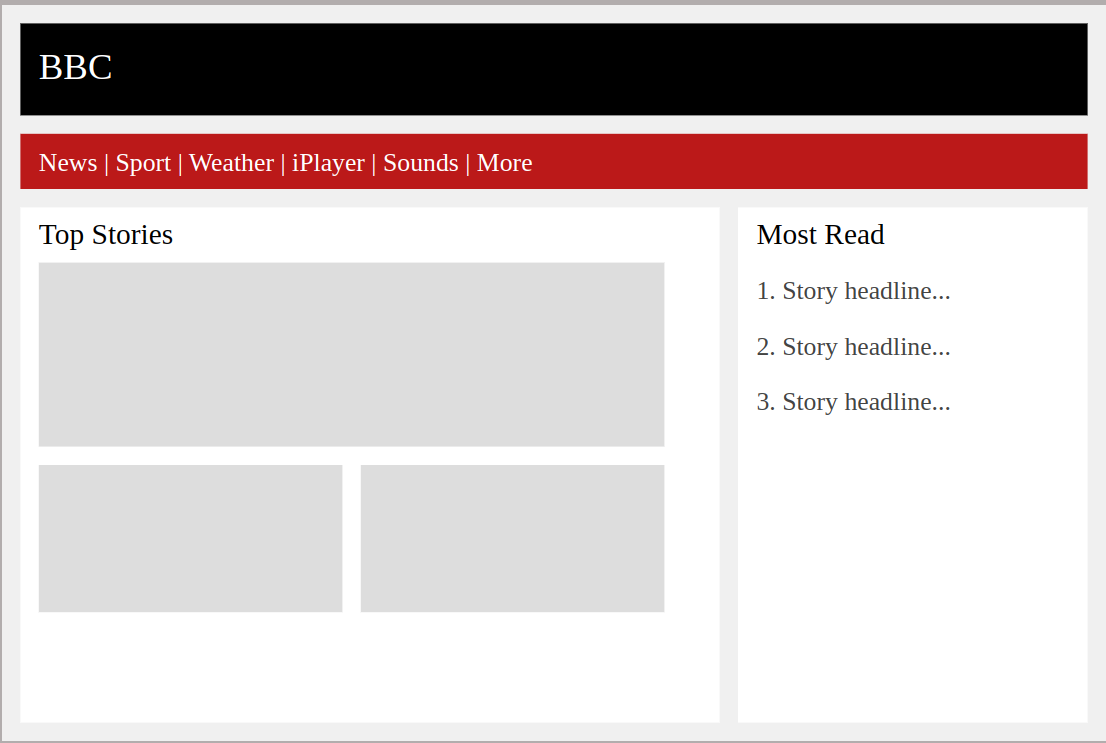 BBC
News | Sport | Weather | iPlayer | Sounds | More
Top Stories
Most Read
1. Story headline...
2. Story headline...
3. Story headline...